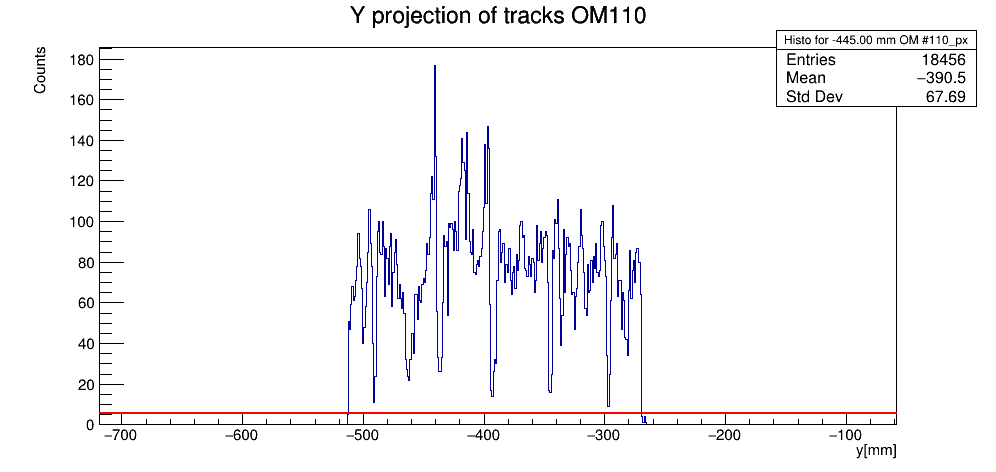 Y projection of tracks OM110
Histo for -445.00 mm OM #110_px
Entries 18456
Mean −390.5
Std Dev 67.69
Counts
180
160
140
120
100
80
60
40
20
0
−700 −600 −500 −400 −300 −200 −100
y[mm]